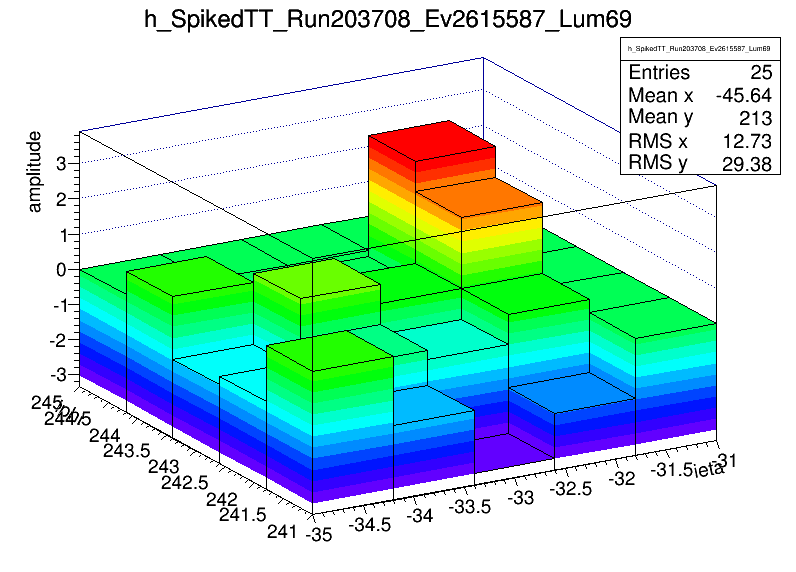 h_SpikedTT_Run203708_Ev2615587_Lum69
h_SpikedTT_Run203708_Ev2615587_Lum69
Entries 25
Mean x -45.64
Mean y 213
RMS x 12.73
RMS y 29.38
amplitude
3
2
1
0
-1
-2
-3
245
244.5
244
243.5
243
242.5
242
241.5
241
-35
-34.5
-34
-33.5
-33
-32.5
-32
-31.5
ieta
-31